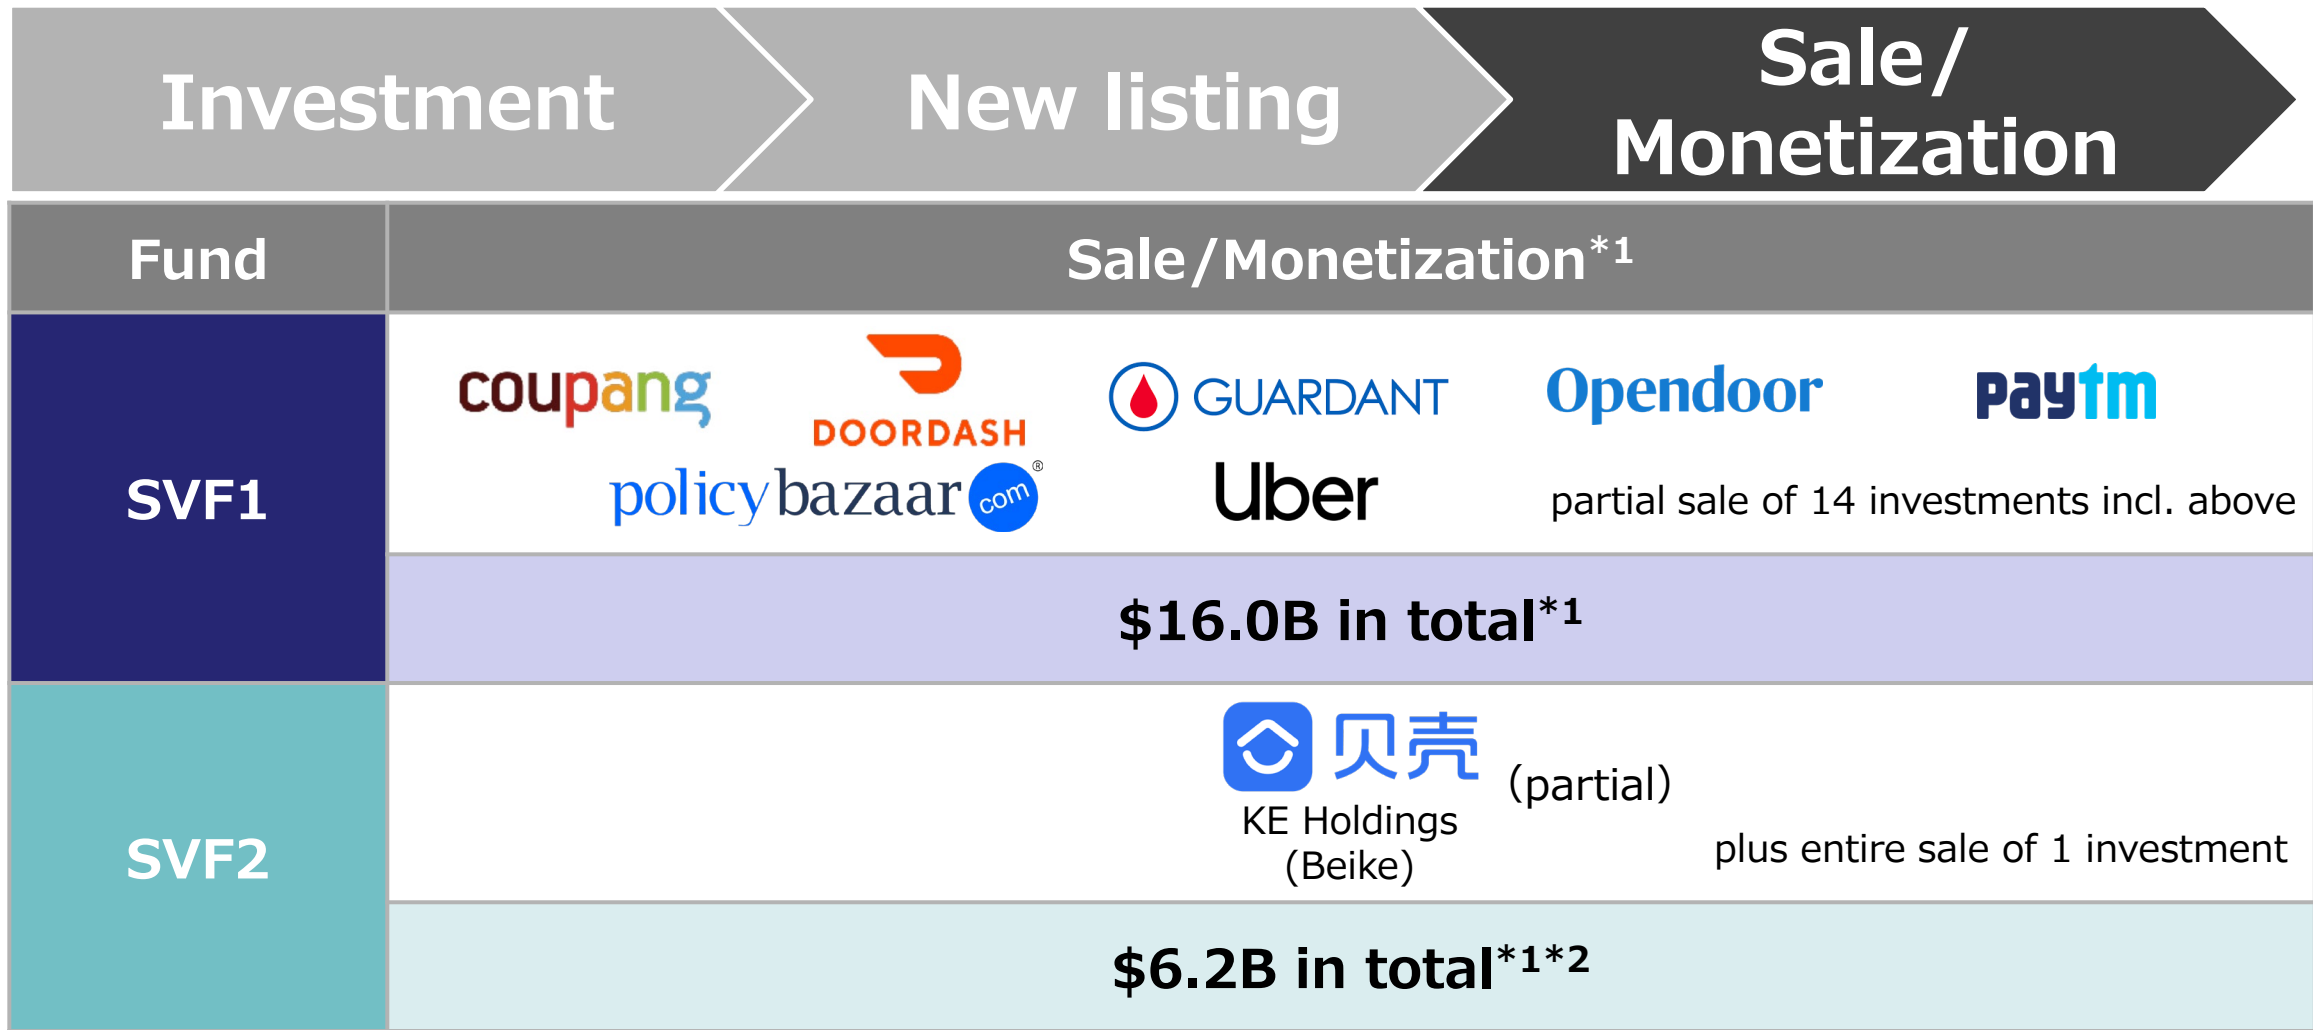 Investment
New listing
Sale/
Monetization
Fund
Sale/Monetization*1
SVF1
coupang
DOORDASH
GUARDANT
Opendoor
paytm
policybazaar com ®
Uber
partial sale of 14 investments incl. above
$16.0B in total*1
SVF2
贝壳
(partial)
KE Holdings
(Beike)
plus entire sale of 1 investment
$6.2B in total*1*2